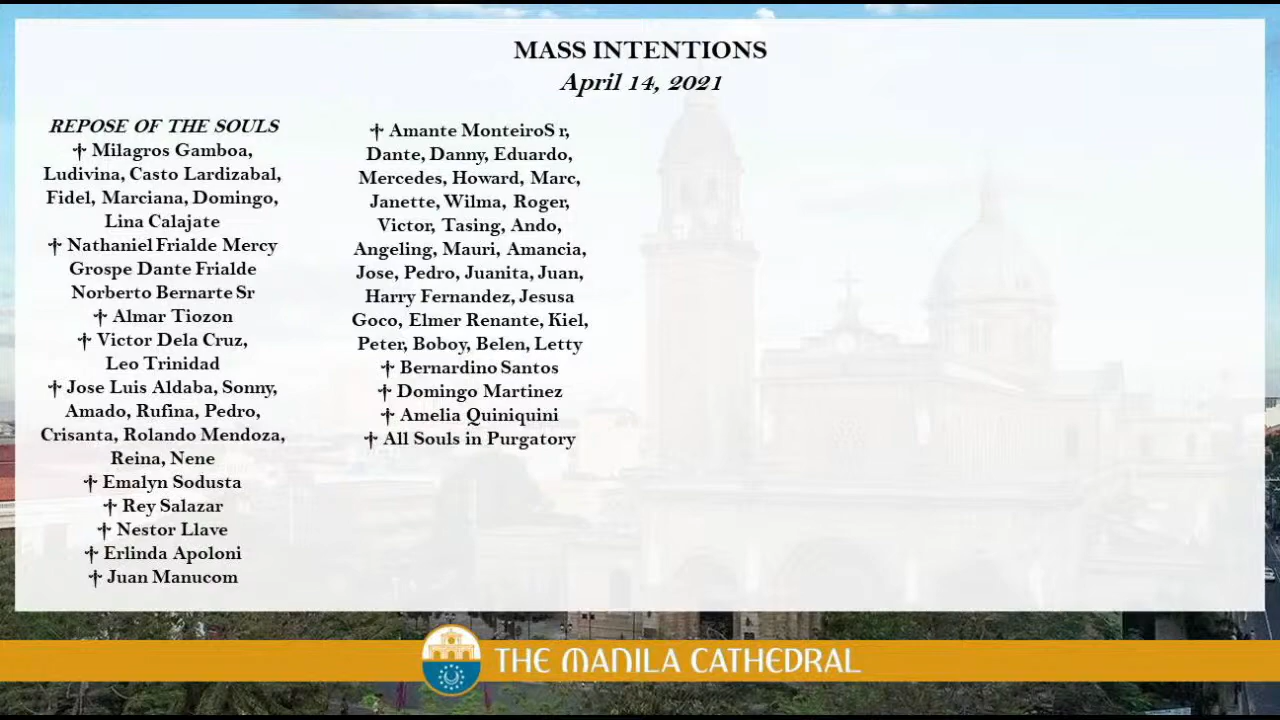 MASS INTENTIONS
April 14, 2021
REPOSE OF THE SOULS
✝ Milagros Gamboa,
Ludivina, Casto Lardizabal,
Fidel, Marciana, Domingo,
Lina Calajate
✝ Nathaniel Frialde Mercy
Grospe Dante Frialde
Norberto Bernarte Sr
✝ Almar Tiozon
✝ Victor Dela Cruz,
Leo Trinidad
✝ Jose Luis Aldaba, Sonny,
Amado, Rufina, Pedro,
Crisanta, Rolando Mendoza,
Reina, Nene
✝ Emalyn Sodusta
✝ Rey Salazar
✝ Nestor Llave
✝ Erlinda Apoloni
✝ Juan Manucom
✝ Amante MonteiroS r,
Dante, Danny, Eduardo,
Mercedes, Howard, Marc,
Janette, Wilma, Roger,
Victor, Tasing, Ando,
Angeling, Mauri, Amancia,
Jose, Pedro, Juanita, Juan,
Harry Fernandez, Jesusa
Goco, Elmer Renante, Kiel,
Peter, Boboy, Belen, Letty
✝ Bernardino Santos
✝ Domingo Martinez
✝ Amelia Quiniquini
✝ All Souls in Purgatory
THE MANILA CATHEDRAL